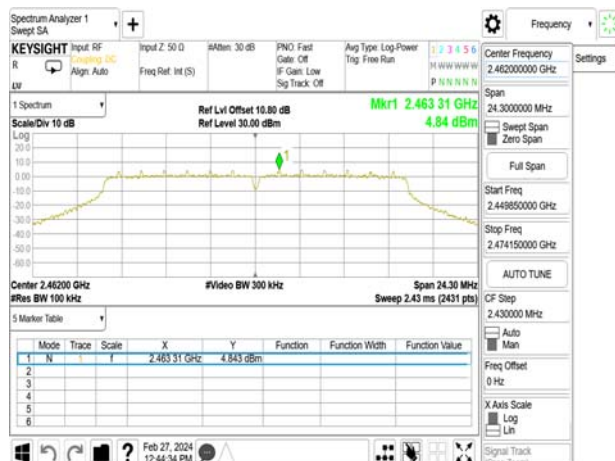 Spectrum Analyzer 1
Swept SA
+
Frequency
KEYSIGHT Input: RF Input Z: 50 Ω #Atten: 30 dB PNO: Fast Avg Type: Log-Power 1 2 3 4 5 6
R Coupling: DC Gate: Off Trig: Free Run M W W W W W
Align: Auto Freq Ref: Int (S) IF Gain: Low
Sig Track: Off P N N N N N
Center Frequency
2.462000000 GHz
Settings
Span
24.3000000 MHz
Swept Span
Zero Span
Full Span
Start Freq
2.449850000 GHz
Stop Freq
2.474150000 GHz
AUTO TUNE
CF Step
2.430000 MHz
Auto
Man
Freq Offset
0 Hz
X Axis Scale
Log
Lin
Signal Track
1 Spectrum
Ref Lvl Offset 10.80 dB Mkr1 2.463 31 GHz
Scale/Div 10 dB Ref Level 30.00 dBm 4.84 dBm
Log
20.0
10.0
0.00
-10.0
-20.0
-30.0
-40.0
-50.0
-60.0
1
Center 2.46200 GHz #Video BW 300 kHz Span 24.30 MHz
#Res BW 100 kHz Sweep 2.43 ms (2431 pts)
5 Marker Table
Mode Trace Scale X Y Function Function Width Function Value
1 N 1 f 2.463 31 GHz 4.843 dBm
2
3
4
5
6
? Feb 27, 2024
12:44:34 PM